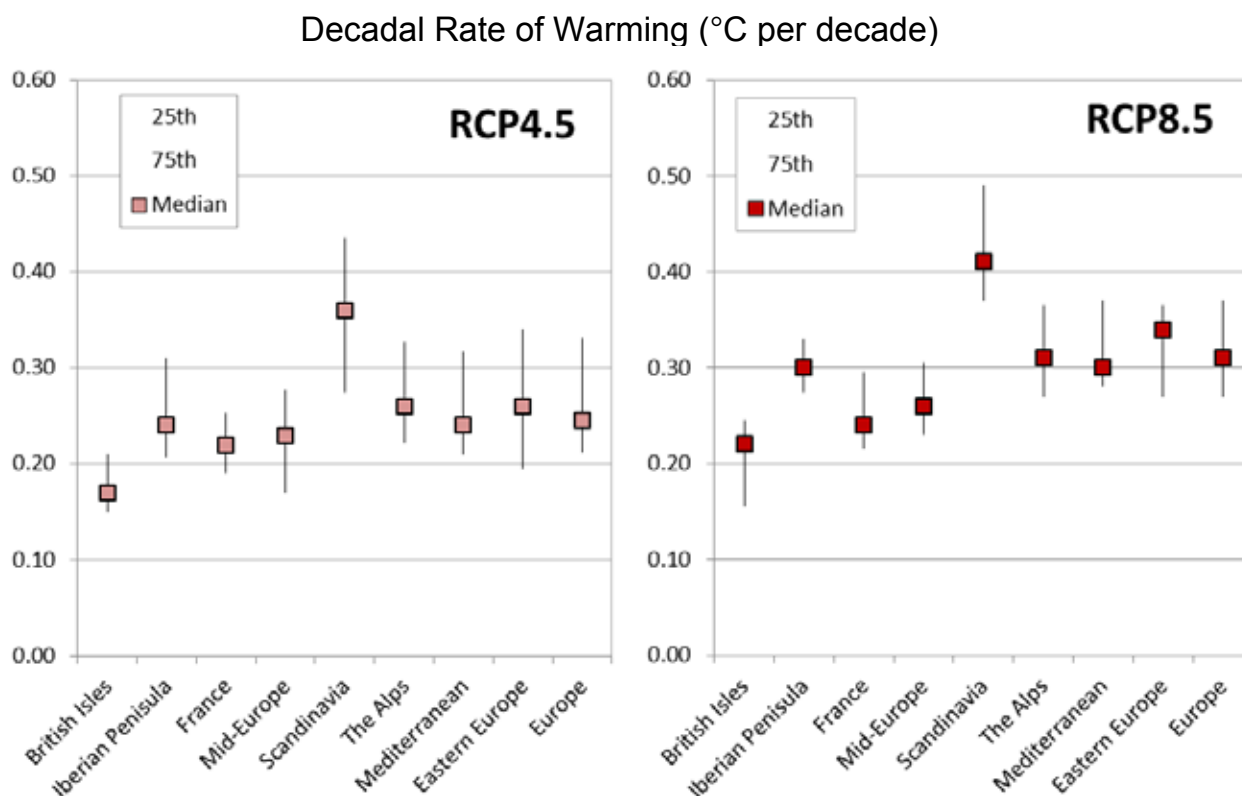 Decadal Rate of Warming (°C per decade)
0.60
0.50
0.40
0.30
0.20
0.10
0.00
25th
75th
Median
RCP4.5
British Isles
Iberian Penisula
France
Mid-Europe
Scandinavia
The Alps
Mediterranean
Eastern Europe
Europe
0.60
0.50
0.40
0.30
0.20
0.10
0.00
25th
75th
Median
RCP8.5
British Isles
Iberian Penisula
France
Mid-Europe
Scandinavia
The Alps
Mediterranean
Eastern Europe
Europe